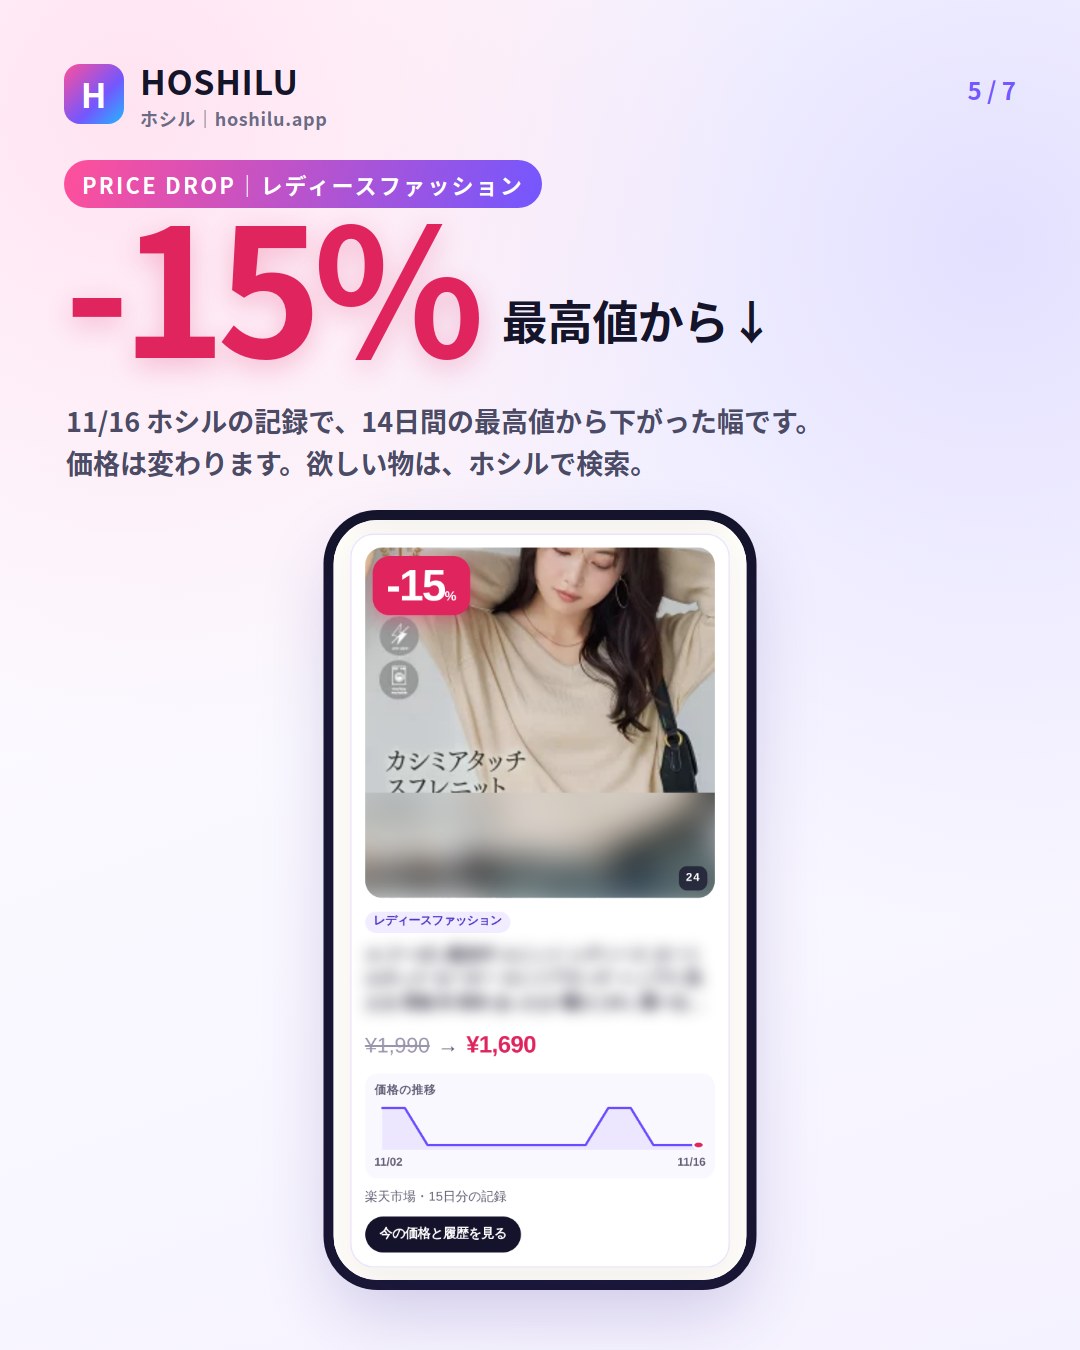 H
HOSHILU
ホシル｜hoshilu.app
5 / 7
PRICE DROP｜レディースファッション
-15%
最高値から↓
11/16 ホシルの記録で、14日間の最高値から下がった幅です。
価格は変わります。欲しい物は、ホシルで検索。
-15%
カシミアタッチ
24
レディースファッション
¥1,990 → ¥1,690
価格の推移
11/02 11/16
楽天市場・15日分の記録
今の価格と履歴を見る